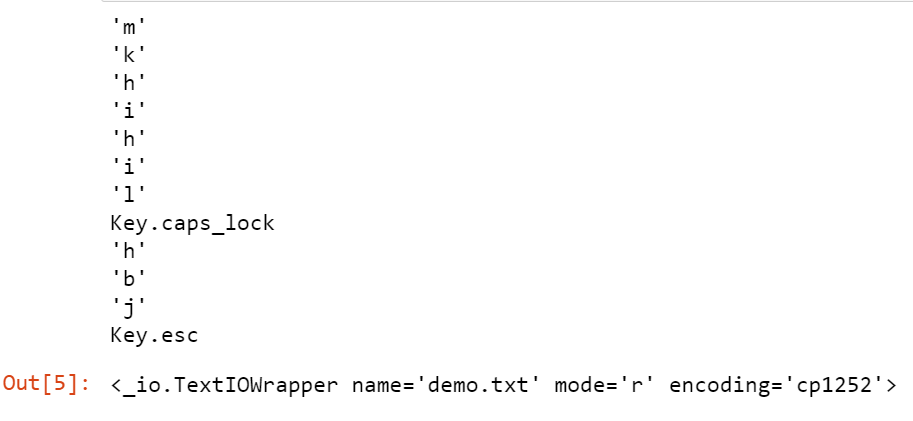 'm'
'k'
'h'
'i'
'h'
'i'
'l'
Key.caps_lock
'h'
'b'
'j'
Key.esc
Out[5]: <_io.TextIOWrapper name='demo.txt' mode='r' encoding='cp1252'>